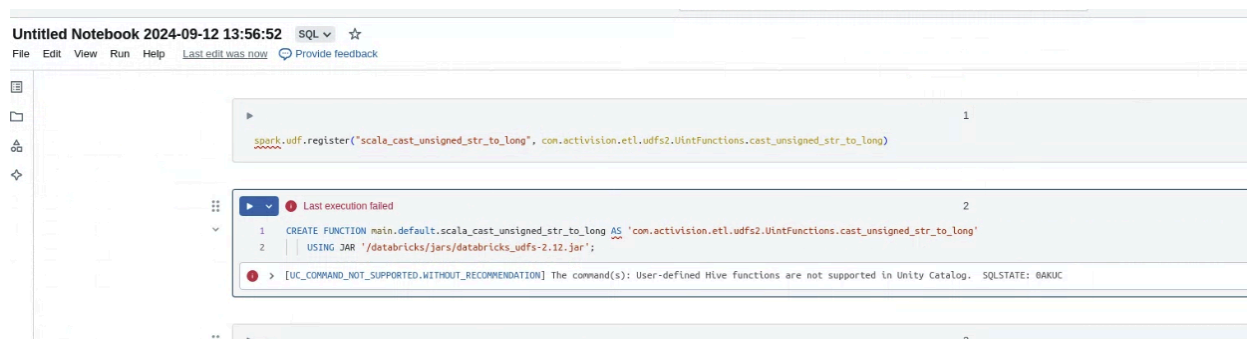 Untitled Notebook 2024-09-12 13:56:52 SQL
File Edit View Run Help Last edit was now Provide feedback
1
spark.udf.register("scala_cast_unsigned_str_to_long", com.activision.etl.udfs2.UintFunctions.cast_unsigned_str_to_long)
Last execution failed 2
1 CREATE FUNCTION main.default.scala_cast_unsigned_str_to_long AS 'com.activision.etl.udfs2.UintFunctions.cast_unsigned_str_to_long'
2 USING JAR '/databricks/jars/databricks_udfs-2.12.jar';
[UC_COMMAND_NOT_SUPPORTED.WITHOUT_RECOMMENDATION] The command(s): User-defined Hive functions are not supported in Unity Catalog. SQLSTATE: 0AKUC